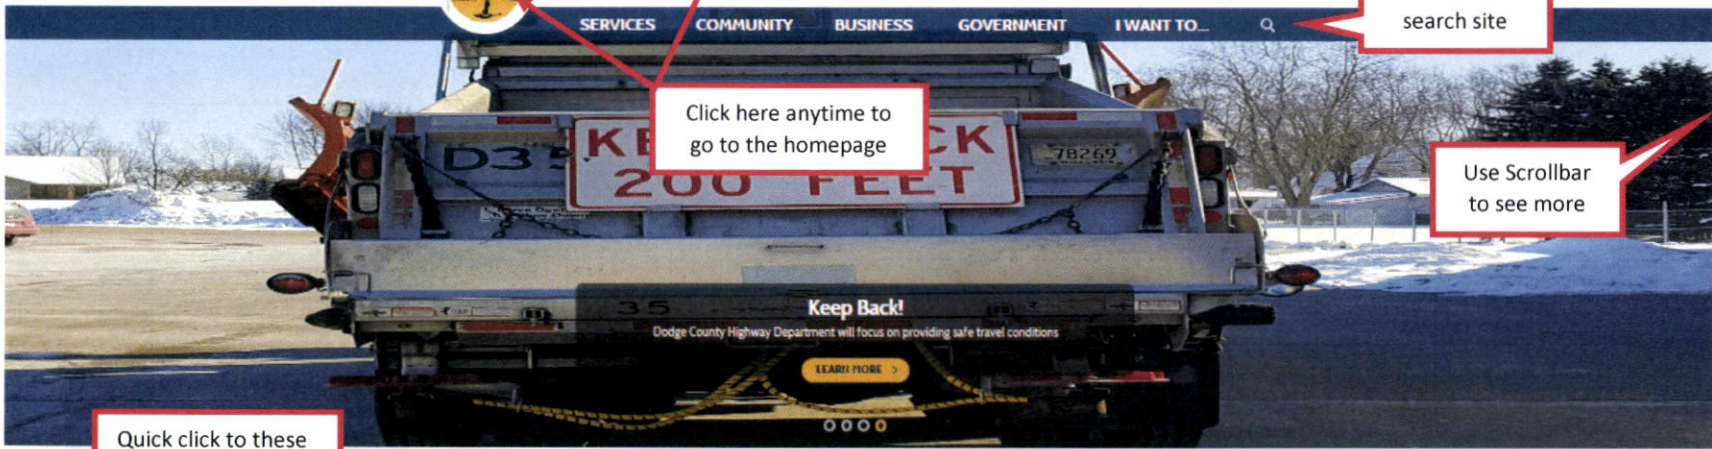 SERVICES COMMUNITY BUSINESS GOVERNMENT I WANT TO...
search site
Click here anytime to
go to the homepage
Use Scrollbar
to see more
D35
KE CK
200 FEET
78269
35
Keep Back!
Dodge County Highway Department will focus on providing safe travel conditions
LEARN MORE >
Quick click to these